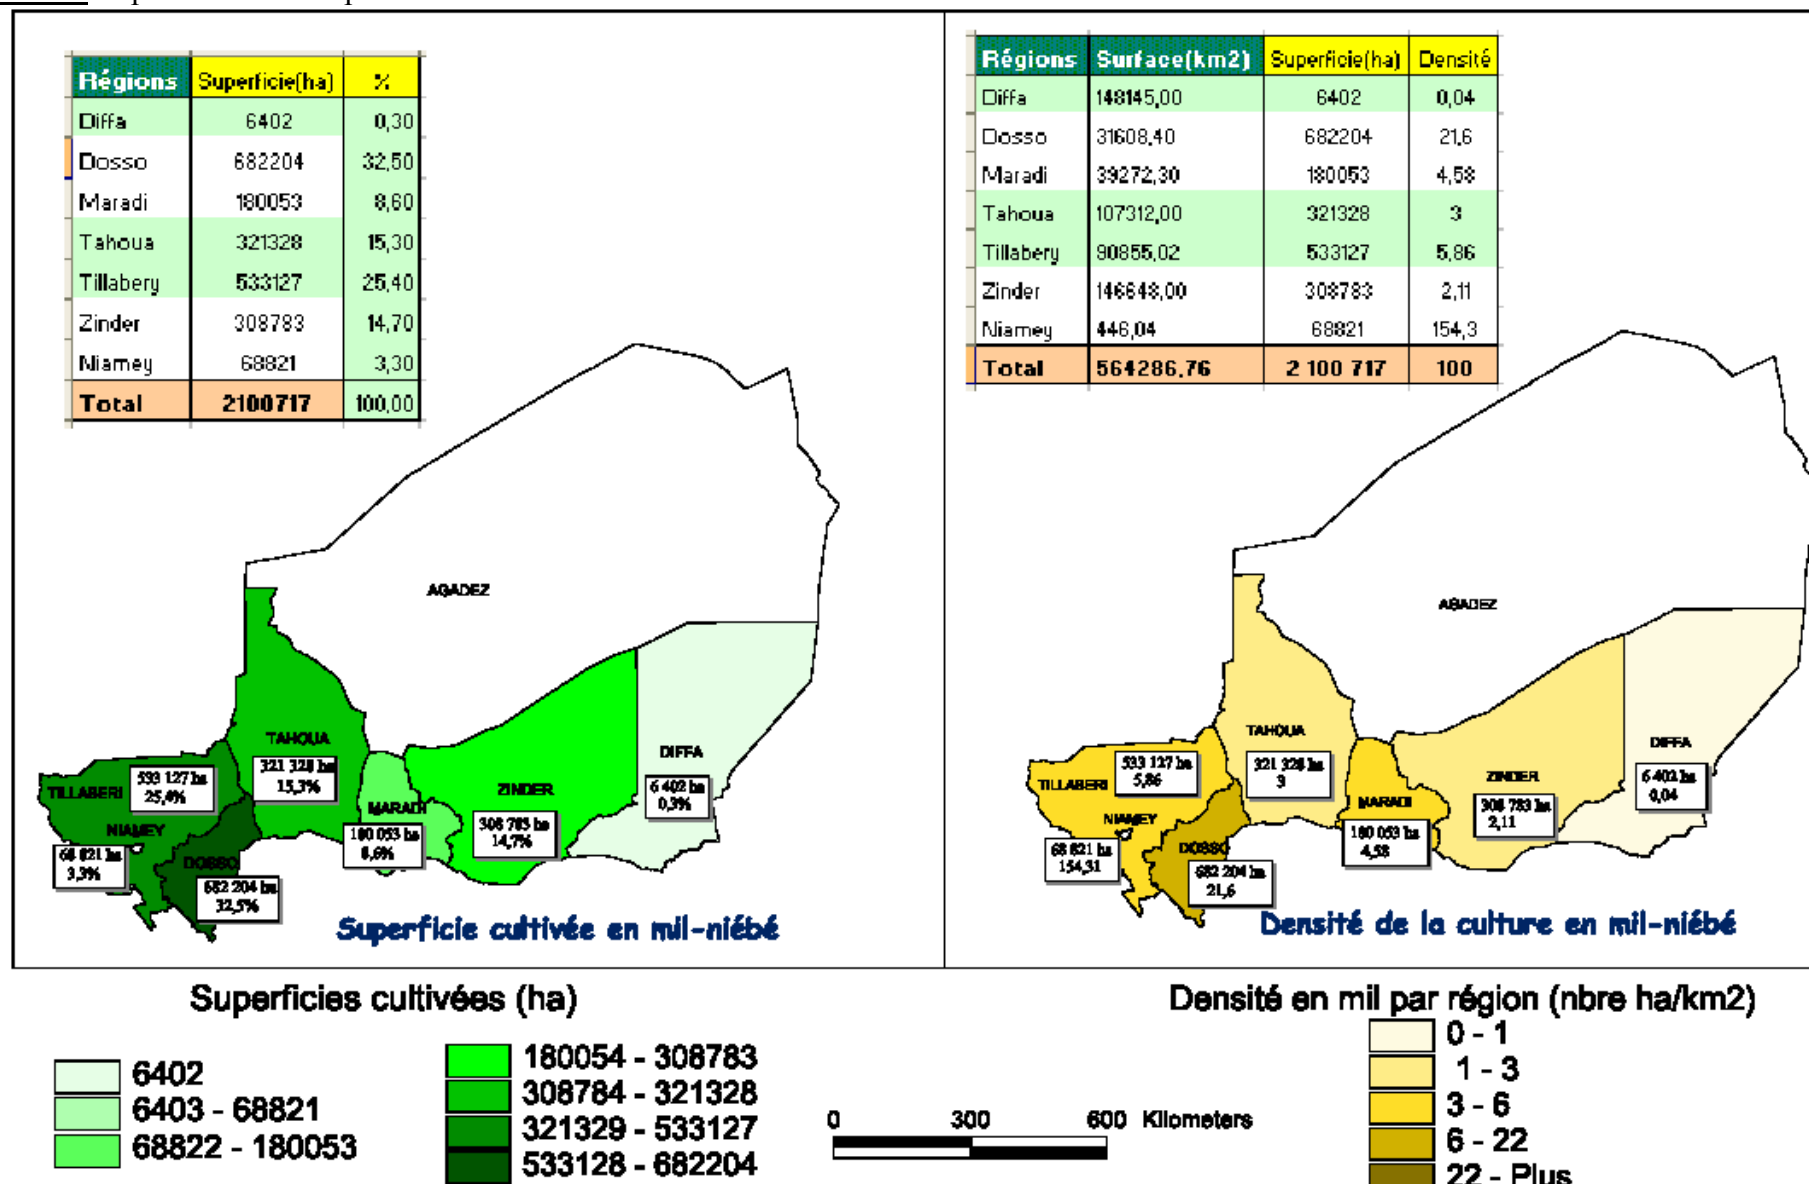 Régions Superficie(ha) %
Diffa 6402 0,30
Dosso 682204 32,50
Maradi 180053 8,60
Tahoua 321328 15,30
Tillabery 533127 25,40
Zinder 308783 14,70
Niamey 68821 3,30
Total 2100717 100,00
AGADEZ
TAHOUA
321 328 ha
15,3%
DIFFA
6 402 ha
0,3%
TILLABERI
533 127 ha
25,4%
ZINDER
308 783 ha
14,7%
MARADI
180 053 ha
8,6%
NIAMEY
68 821 ha
3,3%
DOSSO
682 204 ha
32,5%
Superficie cultivée en mil-niébé
Régions Surface(km2) Superficie(ha) Densité
Diffa 148145,00 6402 0,04
Dosso 31608,40 682204 21,6
Maradi 39272,30 180053 4,58
Tahoua 107312,00 321328 3
Tillabery 90855,02 533127 5,86
Zinder 146648,00 308783 2,11
Niamey 446,04 68821 154,3
Total 564286,76 2 100 717 100
AGADEZ
TAHOUA
321 328 ha
3
DIFFA
6 402 ha
0,04
TILLABERI
533 127 ha
5,86
ZINDER
308 783 ha
2,11
MARADI
180 053 ha
4,58
NIAMEY
68 821 ha
154,31
DOSSO
682 204 ha
21,6
Densité de la culture en mil-niébé
Superficies cultivées (ha)
6402
6403 - 68821
68822 - 180053
180054 - 308783
308784 - 321328
321329 - 533127
533128 - 682204
0 300 600 Kilometers
Densité en mil par région (nbre ha/km2)
0 - 1
1 - 3
3 - 6
6 - 22
22 - Plus